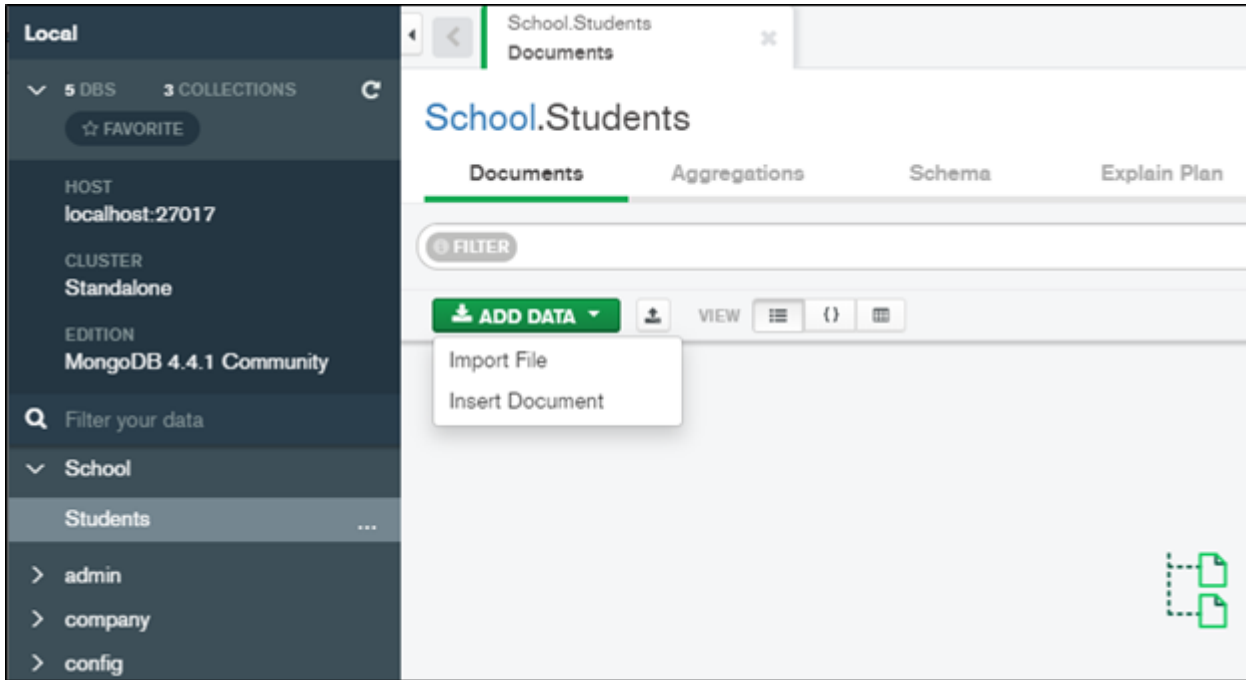 Local
5 DBS 3 COLLECTIONS
FAVORITE
HOST
localhost:27017
CLUSTER
Standalone
EDITION
MongoDB 4.4.1 Community
Filter your data
School
Students ...
admin
company
config
School.Students
Documents
School.Students
Documents Aggregations Schema Explain Plan
FILTER
ADD DATA VIEW {}
Import File
Insert Document